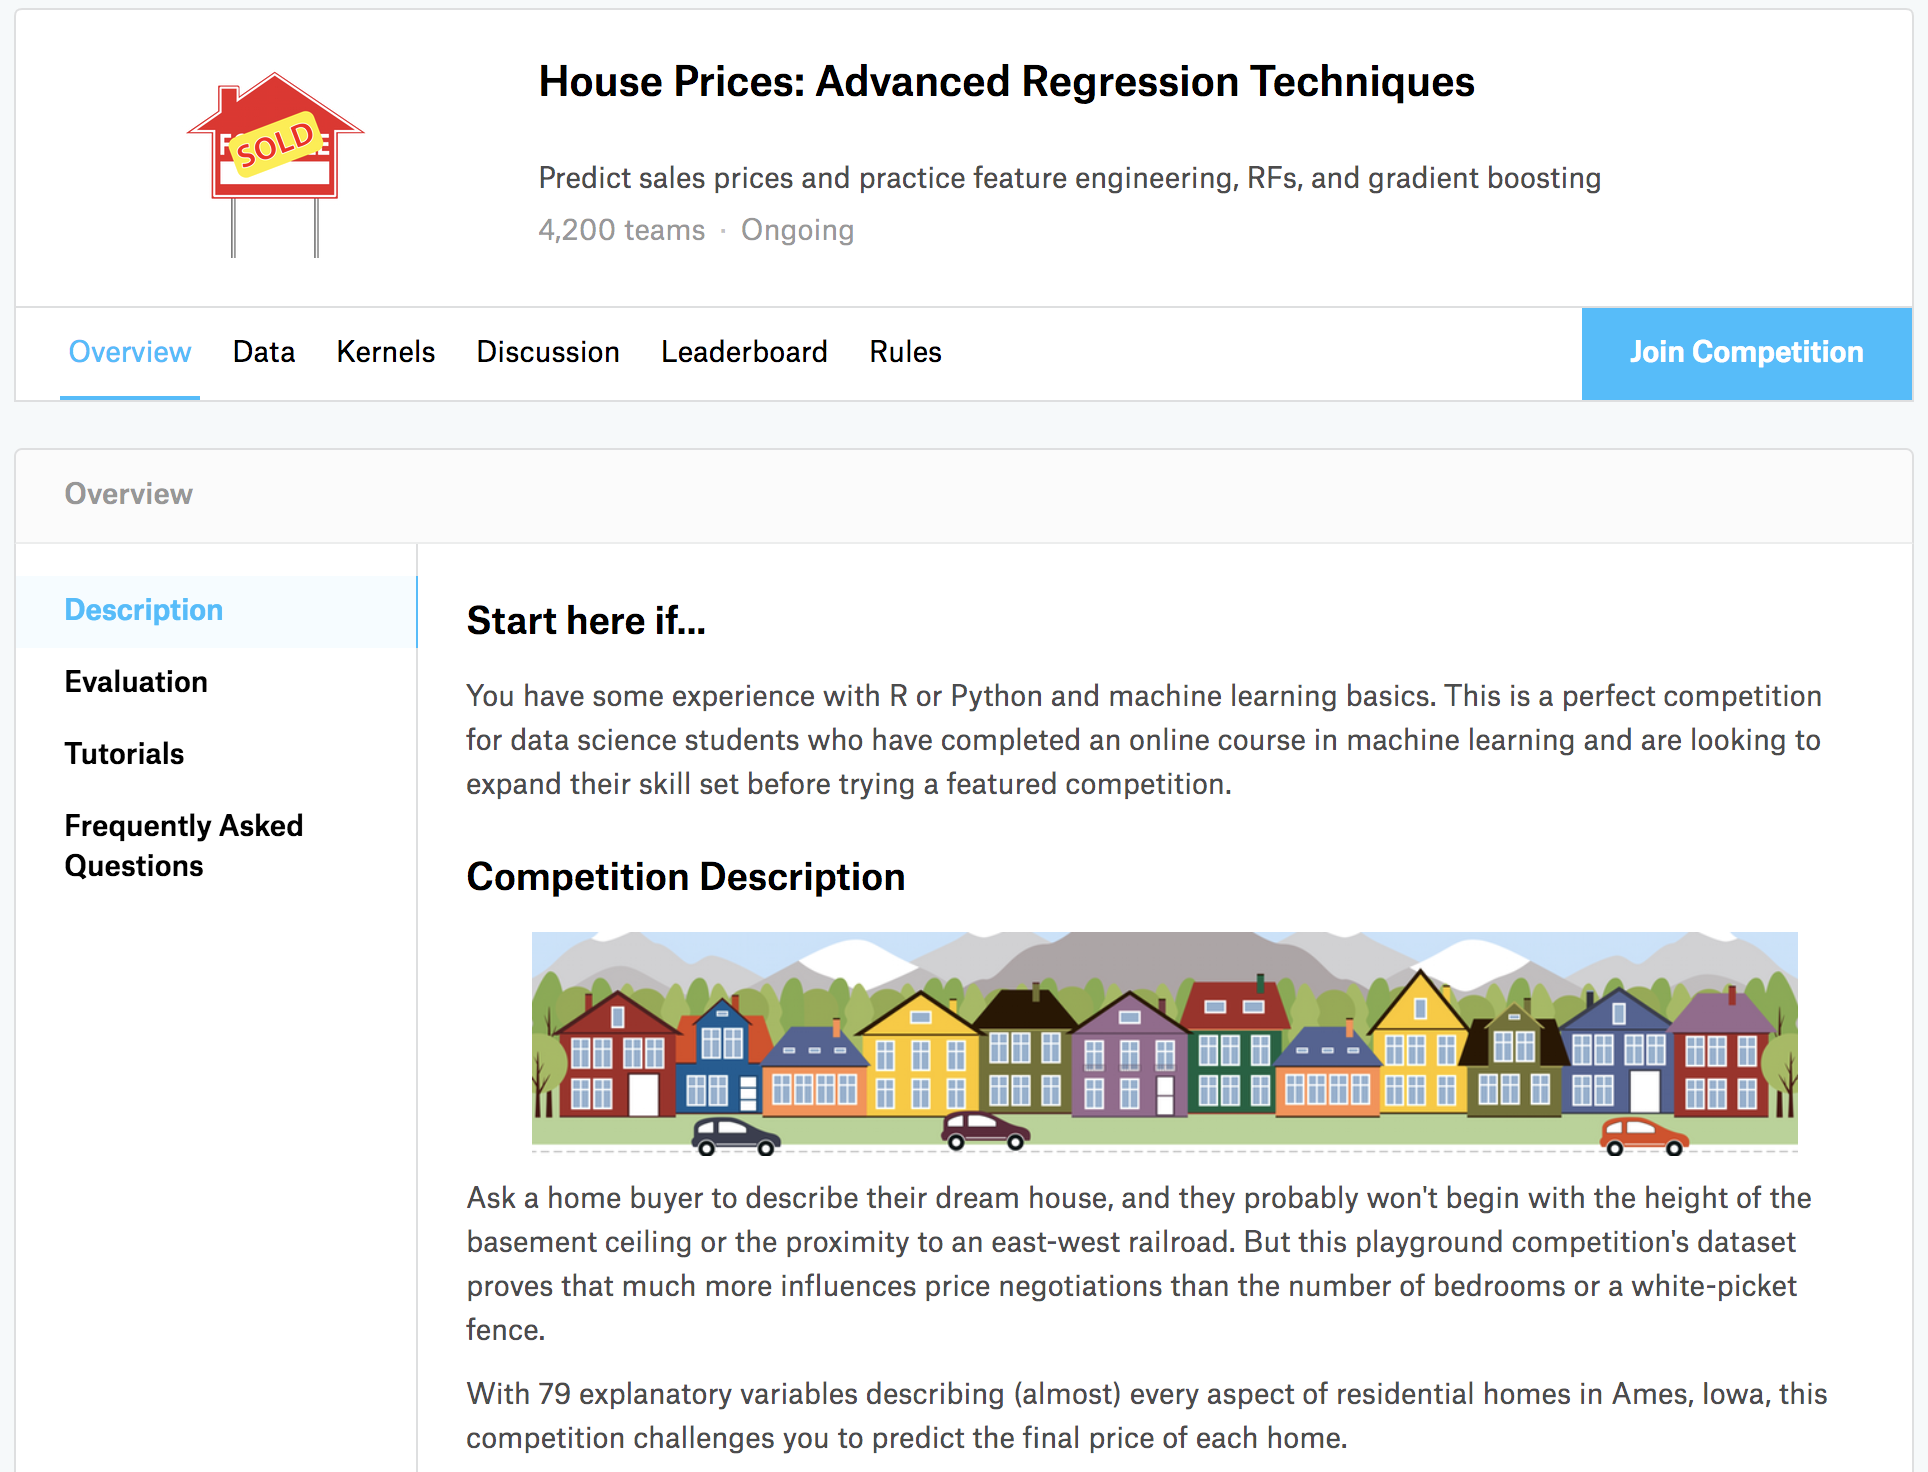 House Prices: Advanced Regression Techniques
SOLD
Predict sales prices and practice feature engineering, RFs, and gradient boosting
4,200 teams · Ongoing
Overview
Data
Kernels
Discussion
Leaderboard
Rules
Join Competition
Overview
Description
Evaluation
Tutorials
Frequently Asked
Questions
Start here if...
You have some experience with R or Python and machine learning basics. This is a perfect competition
for data science students who have completed an online course in machine learning and are looking to
expand their skill set before trying a featured competition.
Competition Description
Ask a home buyer to describe their dream house, and they probably won't begin with the height of the
basement ceiling or the proximity to an east-west railroad. But this playground competition's dataset
proves that much more influences price negotiations than the number of bedrooms or a white-picket
fence.
With 79 explanatory variables describing (almost) every aspect of residential homes in Ames, Iowa, this
competition challenges you to predict the final price of each home.